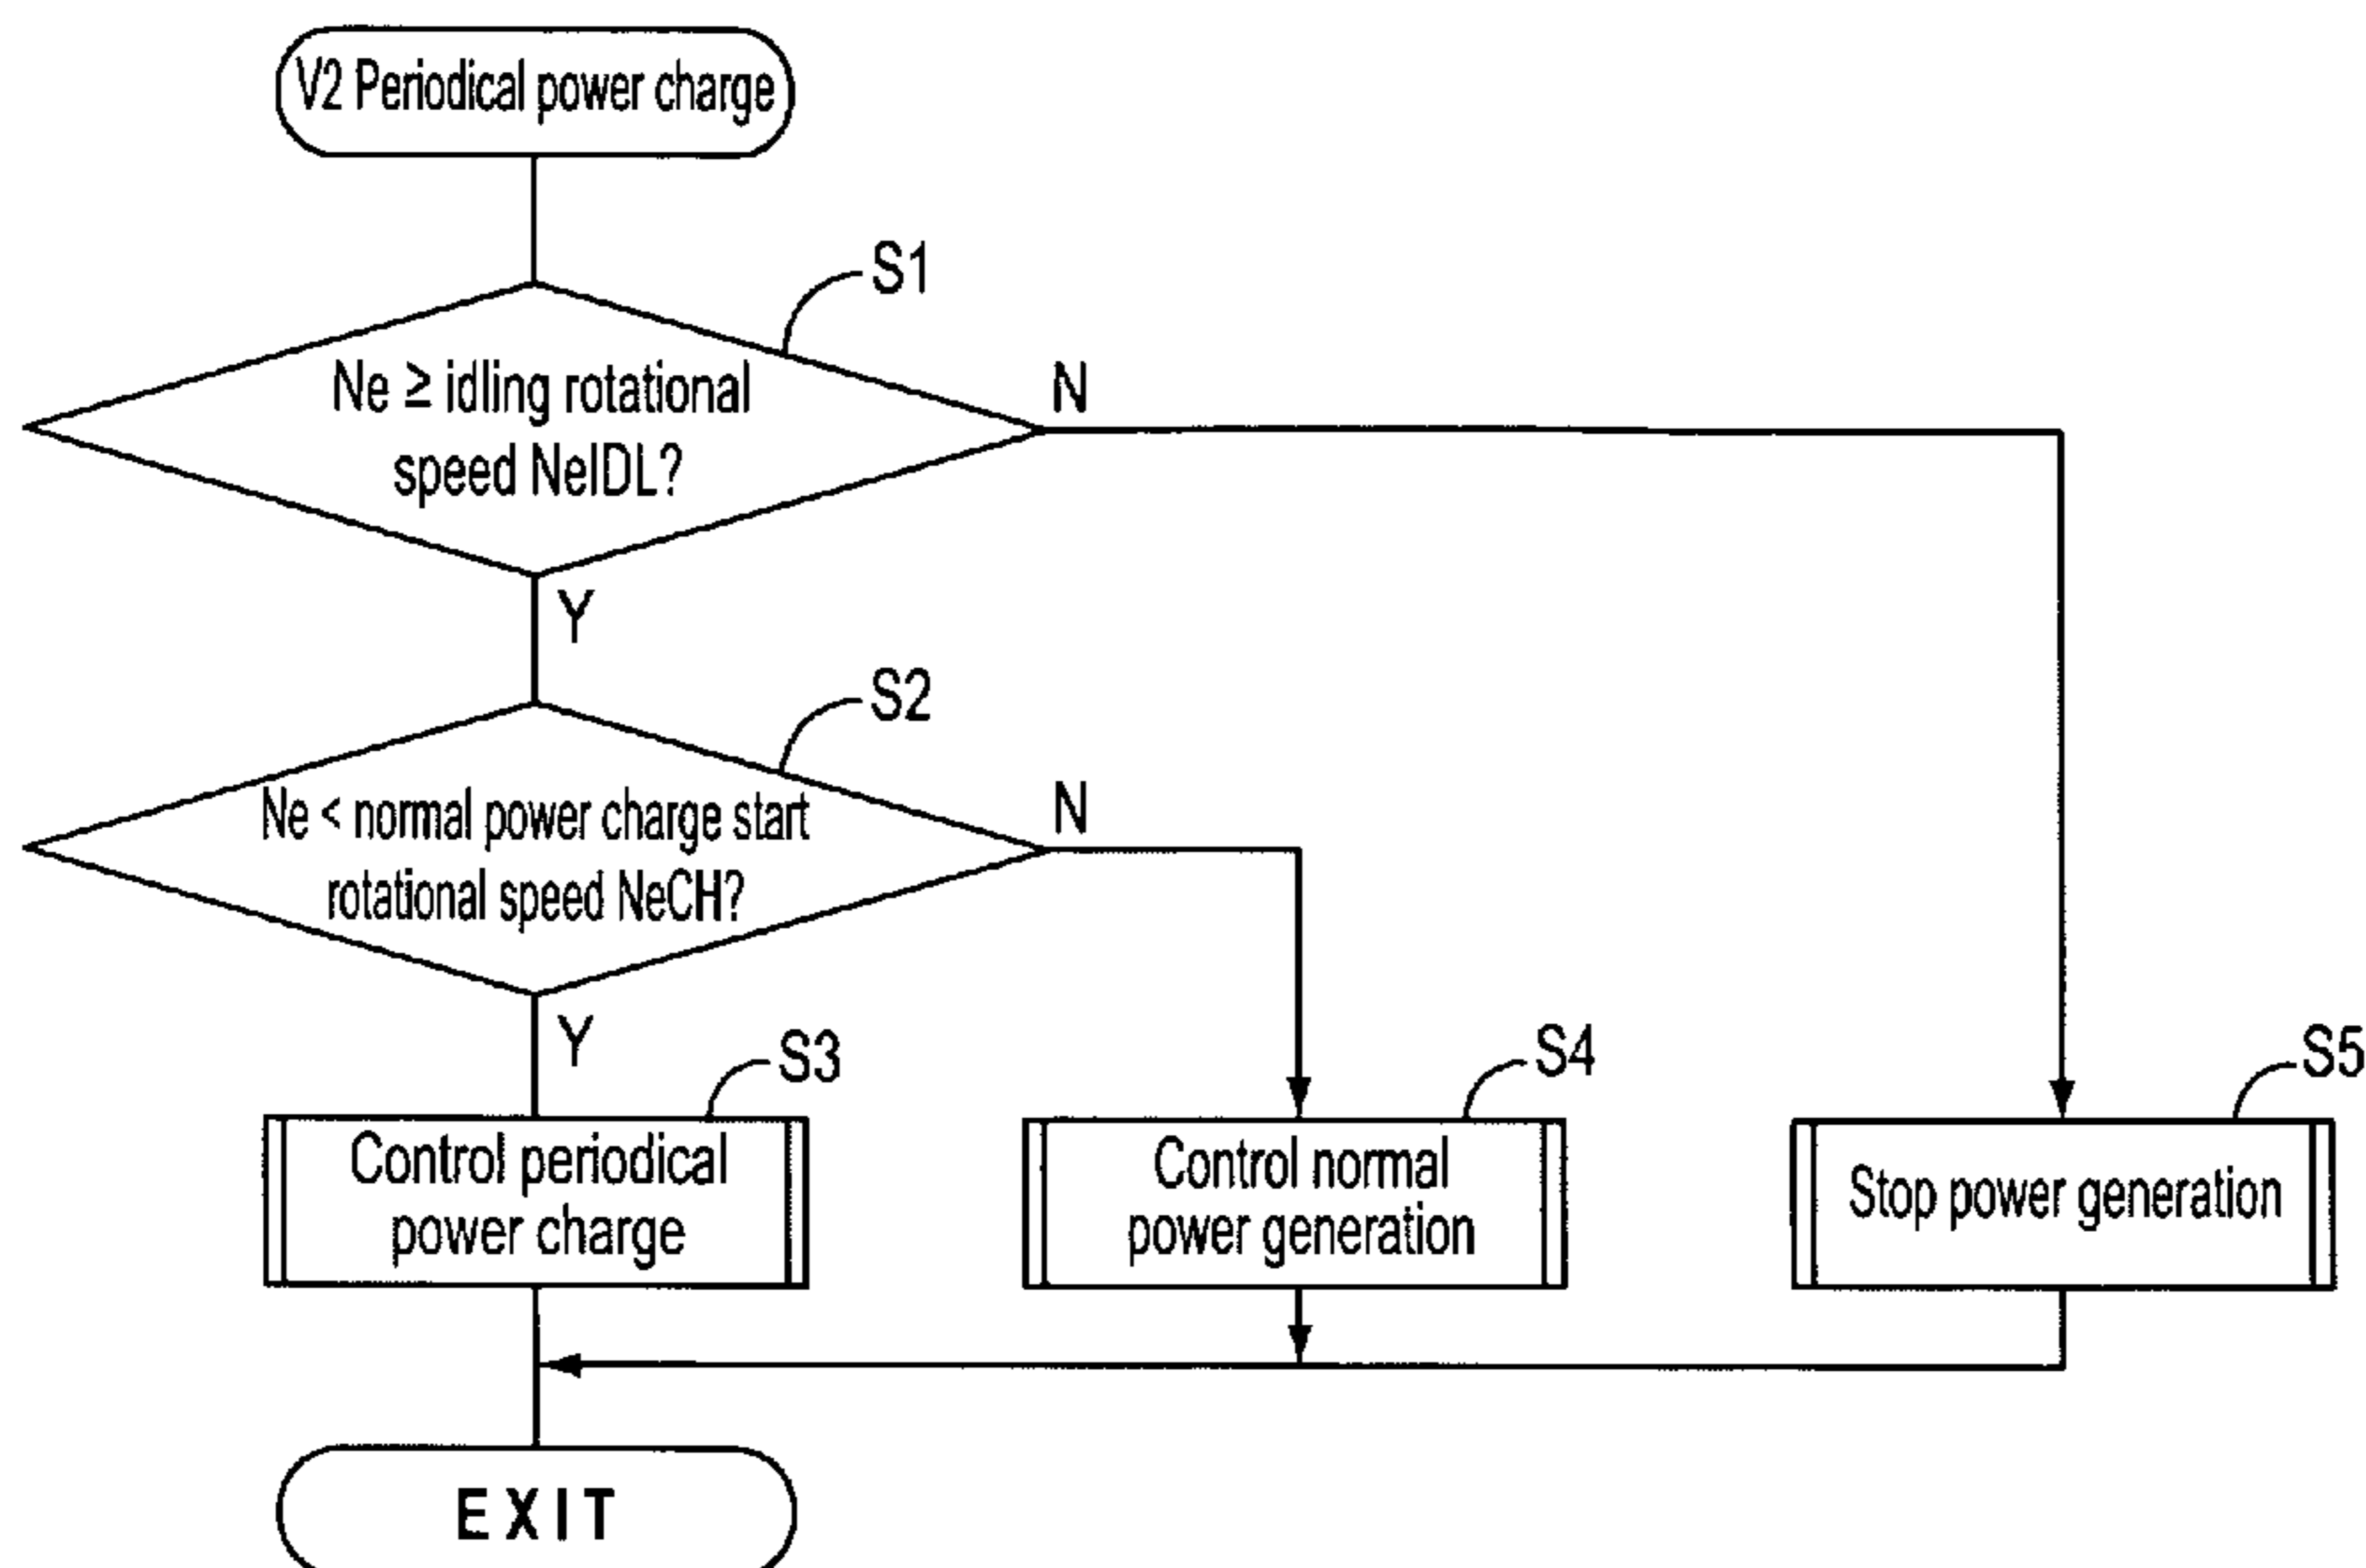 V2 Periodical power charge
S1
Ne ≥ idling rotational
speed NeIDL?
N
Y
S2
Ne < normal power charge start
rotational speed NeCH?
N
Y
S3
Control periodical
power charge
S4
Control normal
power generation
S5
Stop power generation
EXIT